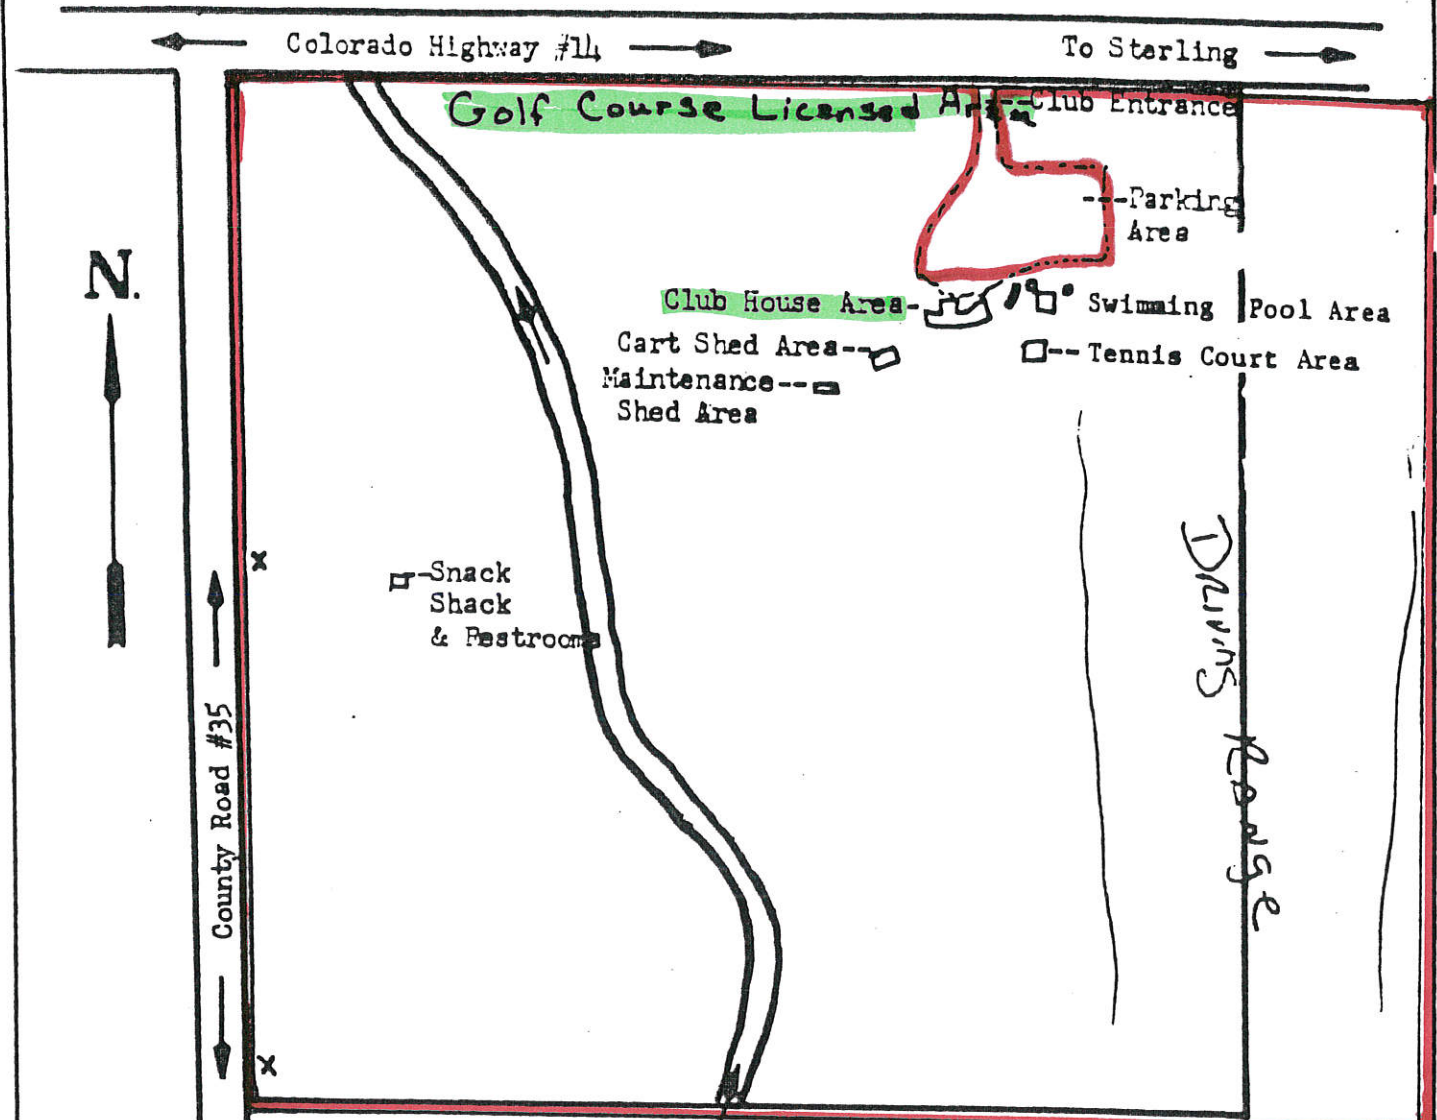 Colorado Highway #14
To Sterling
Golf Course Licensed Area
Club Entrance
Parking
Area
N.
Club House Area
Swimming Pool Area
Cart Shed Area
Tennis Court Area
Maintenance
Shed Area
Snack
Shack
& Restrooms
x
Driving Range
County Road #35
x